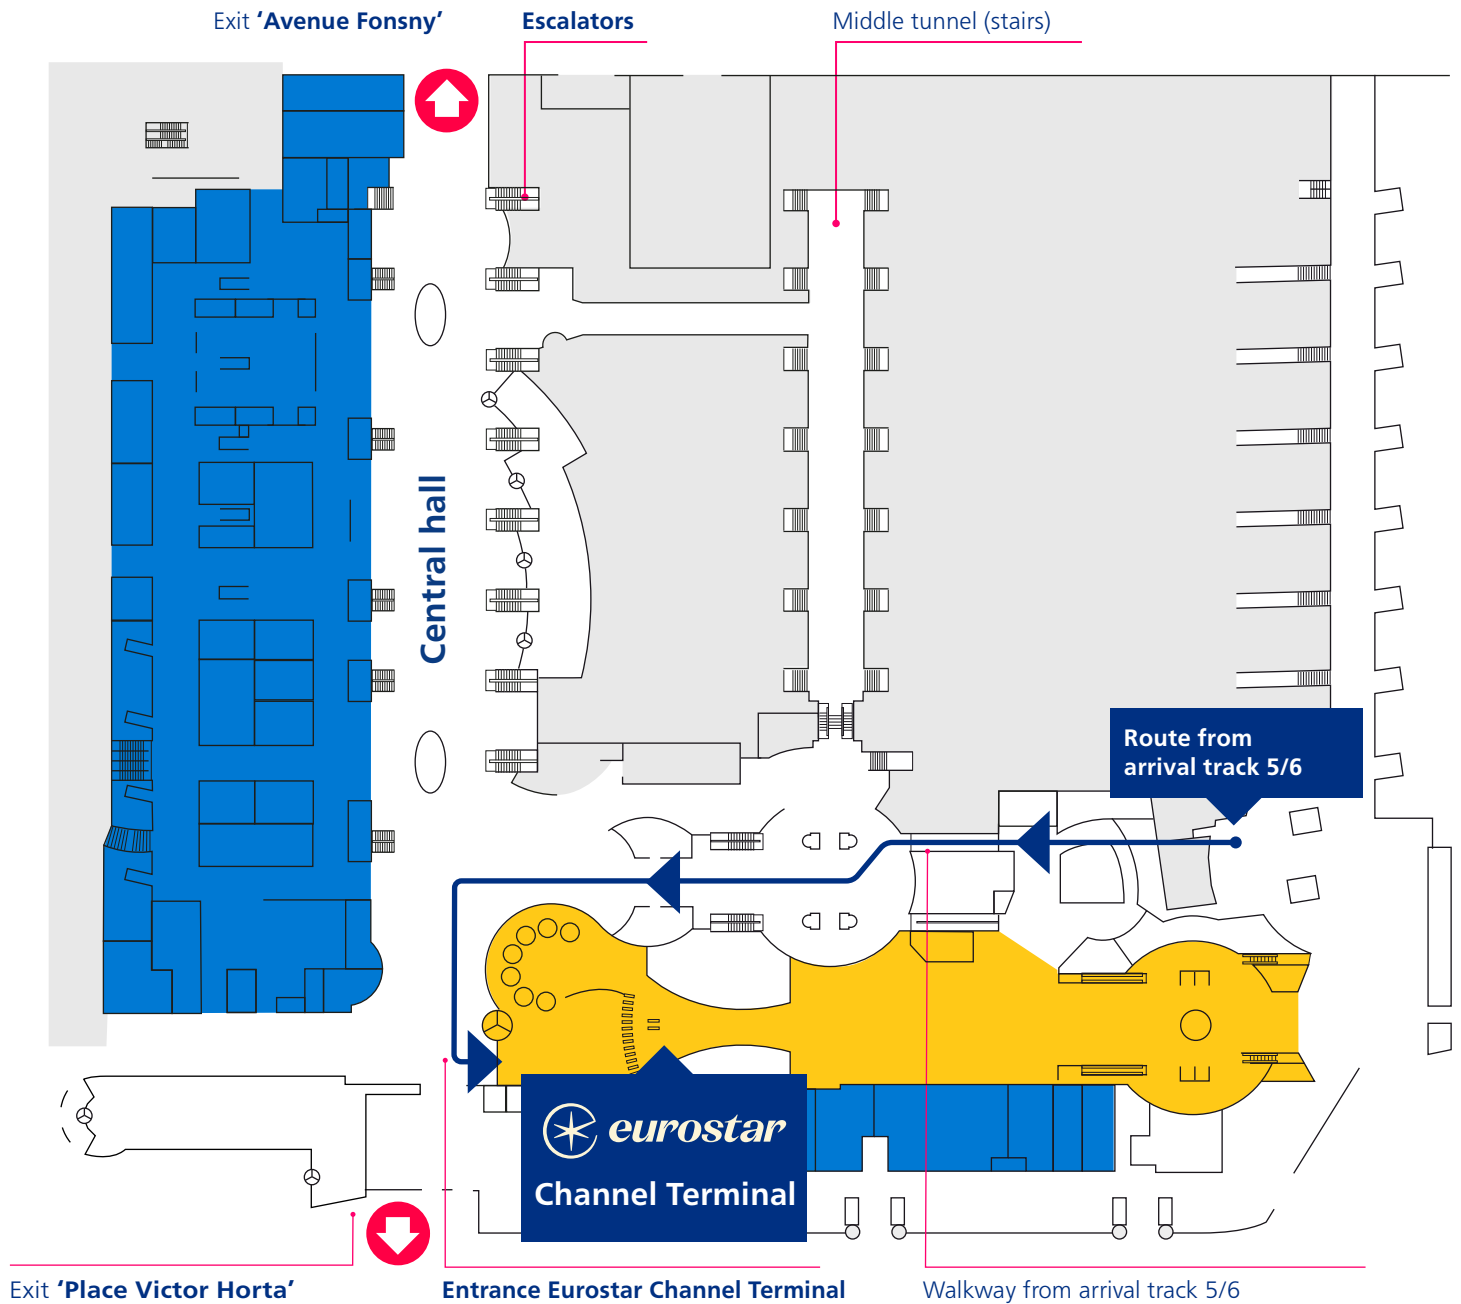 Exit ‘Avenue Fonsny’
Escalators
Middle tunnel (stairs)
Central hall
Route from
arrival track 5/6
eurostar
Channel Terminal
Exit ‘Place Victor Horta’
Entrance Eurostar Channel Terminal
Walkway from arrival track 5/6